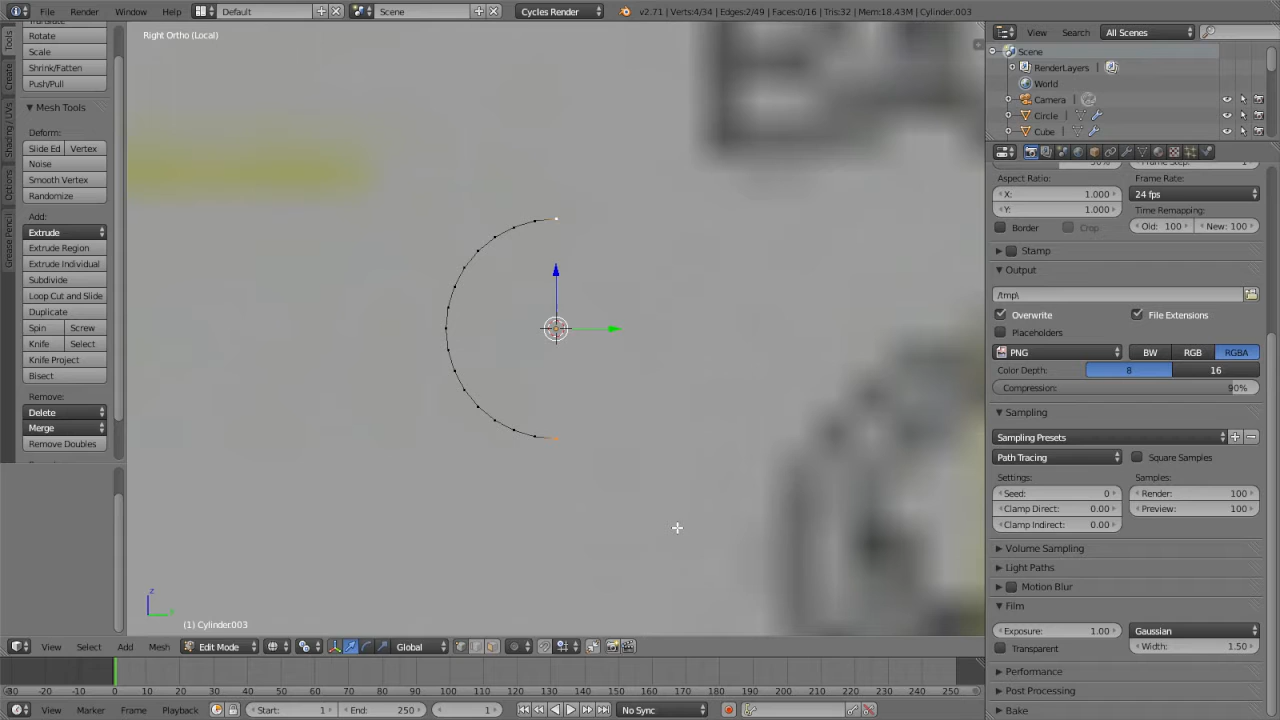 File Render Window Help Default Scene Cycles Render v2.71 | Verts:4/34 | Edges:2/49 | Faces:0/16 | Tris:32 | Mem:18.43M | Cylinder.003
Tools
Create
Shading / UVs
Options
Grease Pencil
Rotate
Scale
Shrink/Fatten
Push/Pull
Mesh Tools
Deform:
Slide Ed Vertex
Noise
Smooth Vertex
Randomize
Add:
Extrude
Extrude Region
Extrude Individual
Subdivide
Loop Cut and Slide
Duplicate
Spin Screw
Knife Select
Knife Project
Bisect
Remove:
Delete
Merge
Remove Doubles
Right Ortho (Local)
z
(1) Cylinder.003
View Select Add Mesh Edit Mode Global
View Search All Scenes
Scene
RenderLayers
World
Camera
Circle
Cube
Aspect Ratio: Frame Rate:
X: 1.000 24 fps
Y: 1.000 Time Remapping:
Border Crop Old: 100 New: 100
Stamp
Output
/tmp\
Overwrite File Extensions
Placeholders
PNG BW RGB RGBA
Color Depth: 8 16
Compression: 90%
Sampling
Sampling Presets
Path Tracing Square Samples
Settings: Samples:
Seed: 0 Render: 100
Clamp Direct: 0.00 Preview: 100
Clamp Indirect: 0.00
Volume Sampling
Light Paths
Motion Blur
Film
Exposure: 1.00 Gaussian
Transparent Width: 1.50
Performance
Post Processing
Bake
-30 -20 -10 0 10 20 30 40 50 60 70 80 90 100 110 120 130 140 150 160 170 180 190 200 210 220 230 240 250
View Marker Frame Playback Start: 1 End: 250 1 No Sync